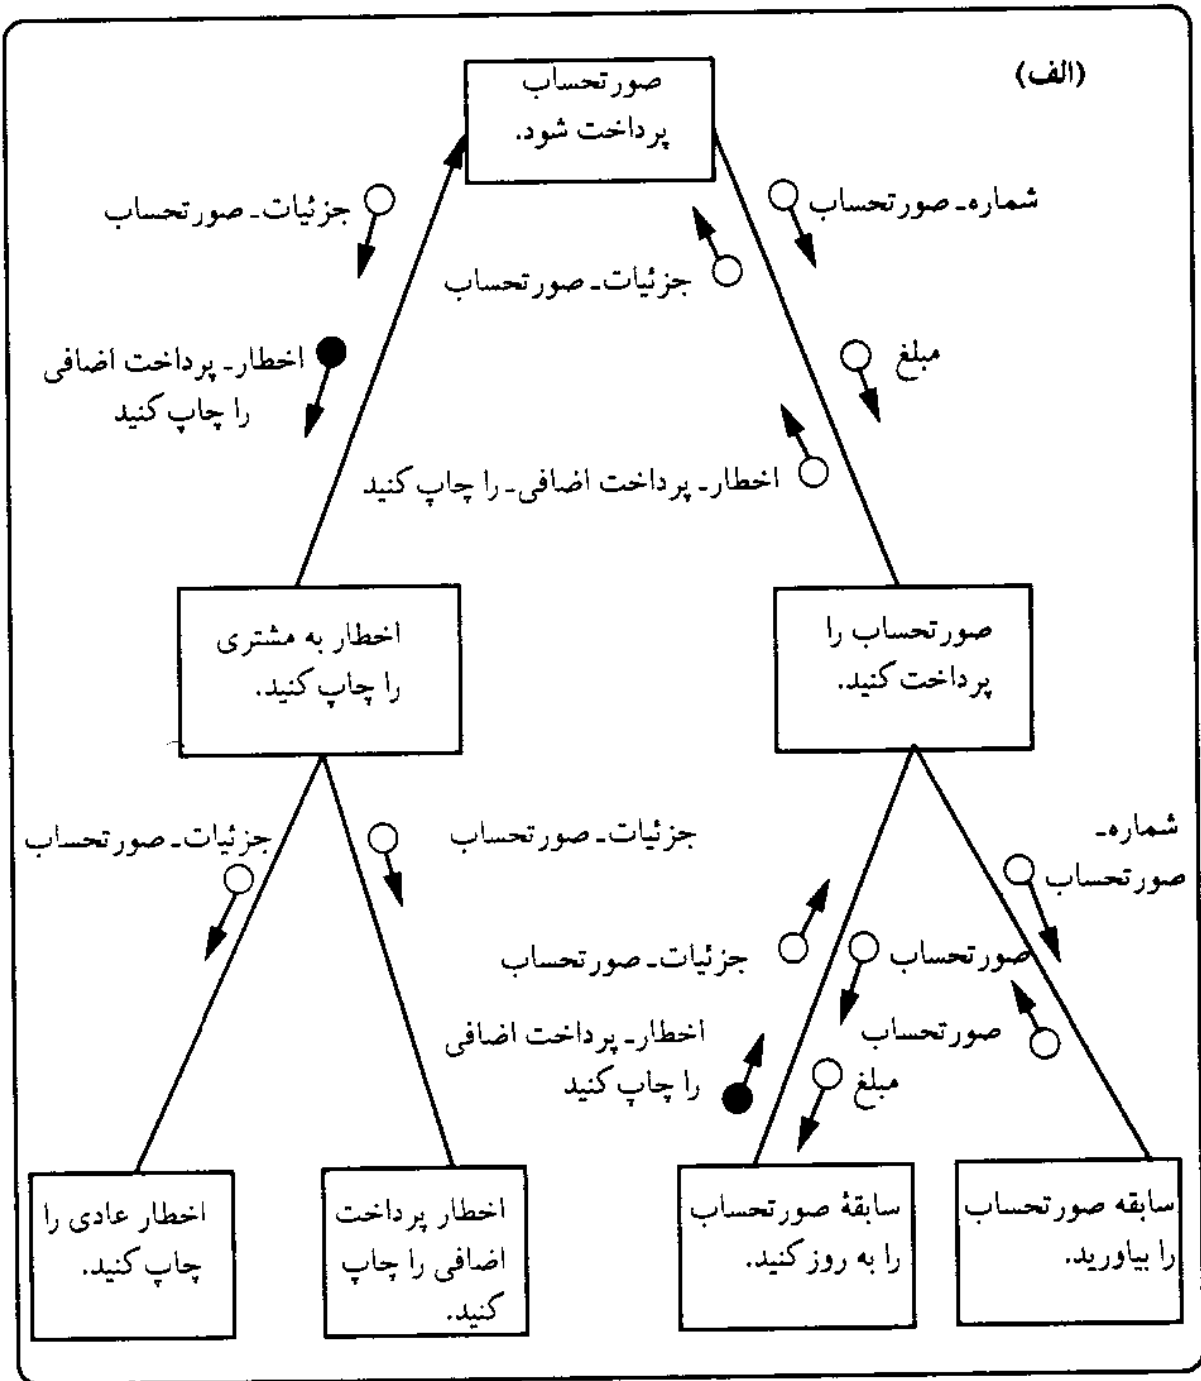 (الف)
صورتحساب
پرداخت شود.
شماره ـ صورتحساب
جزئیات ـ صورتحساب
جزئیات ـ صورتحساب
مبلغ
اخطار ـ پرداخت اضافی
را چاپ کنید
اخطار ـ پرداخت اضافی ـ را چاپ کنید
صورتحساب را
پرداخت کنید.
اخطار به مشتری
را چاپ کنید.
شماره ـ
صورتحساب
جزئیات ـ صورتحساب
جزئیات ـ صورتحساب
صورتحساب
جزئیات ـ صورتحساب
صورتحساب
اخطار ـ پرداخت اضافی
را چاپ کنید
مبلغ
سابقه صورتحساب
را بیاورید.
سابقۀ صورتحساب
را به روز کنید.
اخطار پرداخت
اضافی را چاپ
کنید.
اخطار عادی را
چاپ کنید.